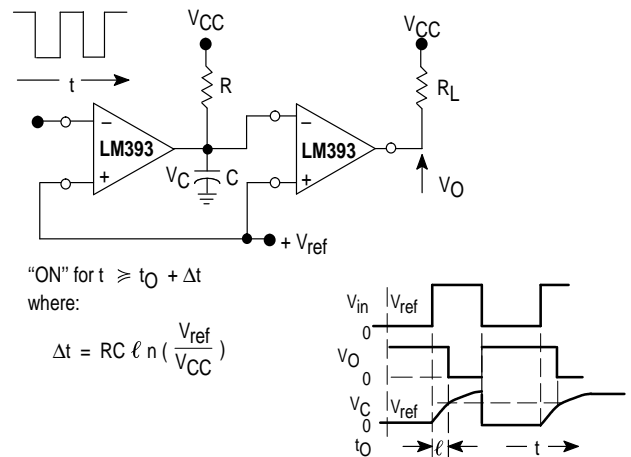 VCC
VCC
t
R
RL
−
LM393
+
VC
C
−
LM393
+
VO
+ Vref
"ON" for t ⩾ tO + Δt
where:
Δt = RC ℓ n ( Vref / VCC )
Vin
Vref
0
VO
0
VC
Vref
0
tO
ℓ
t